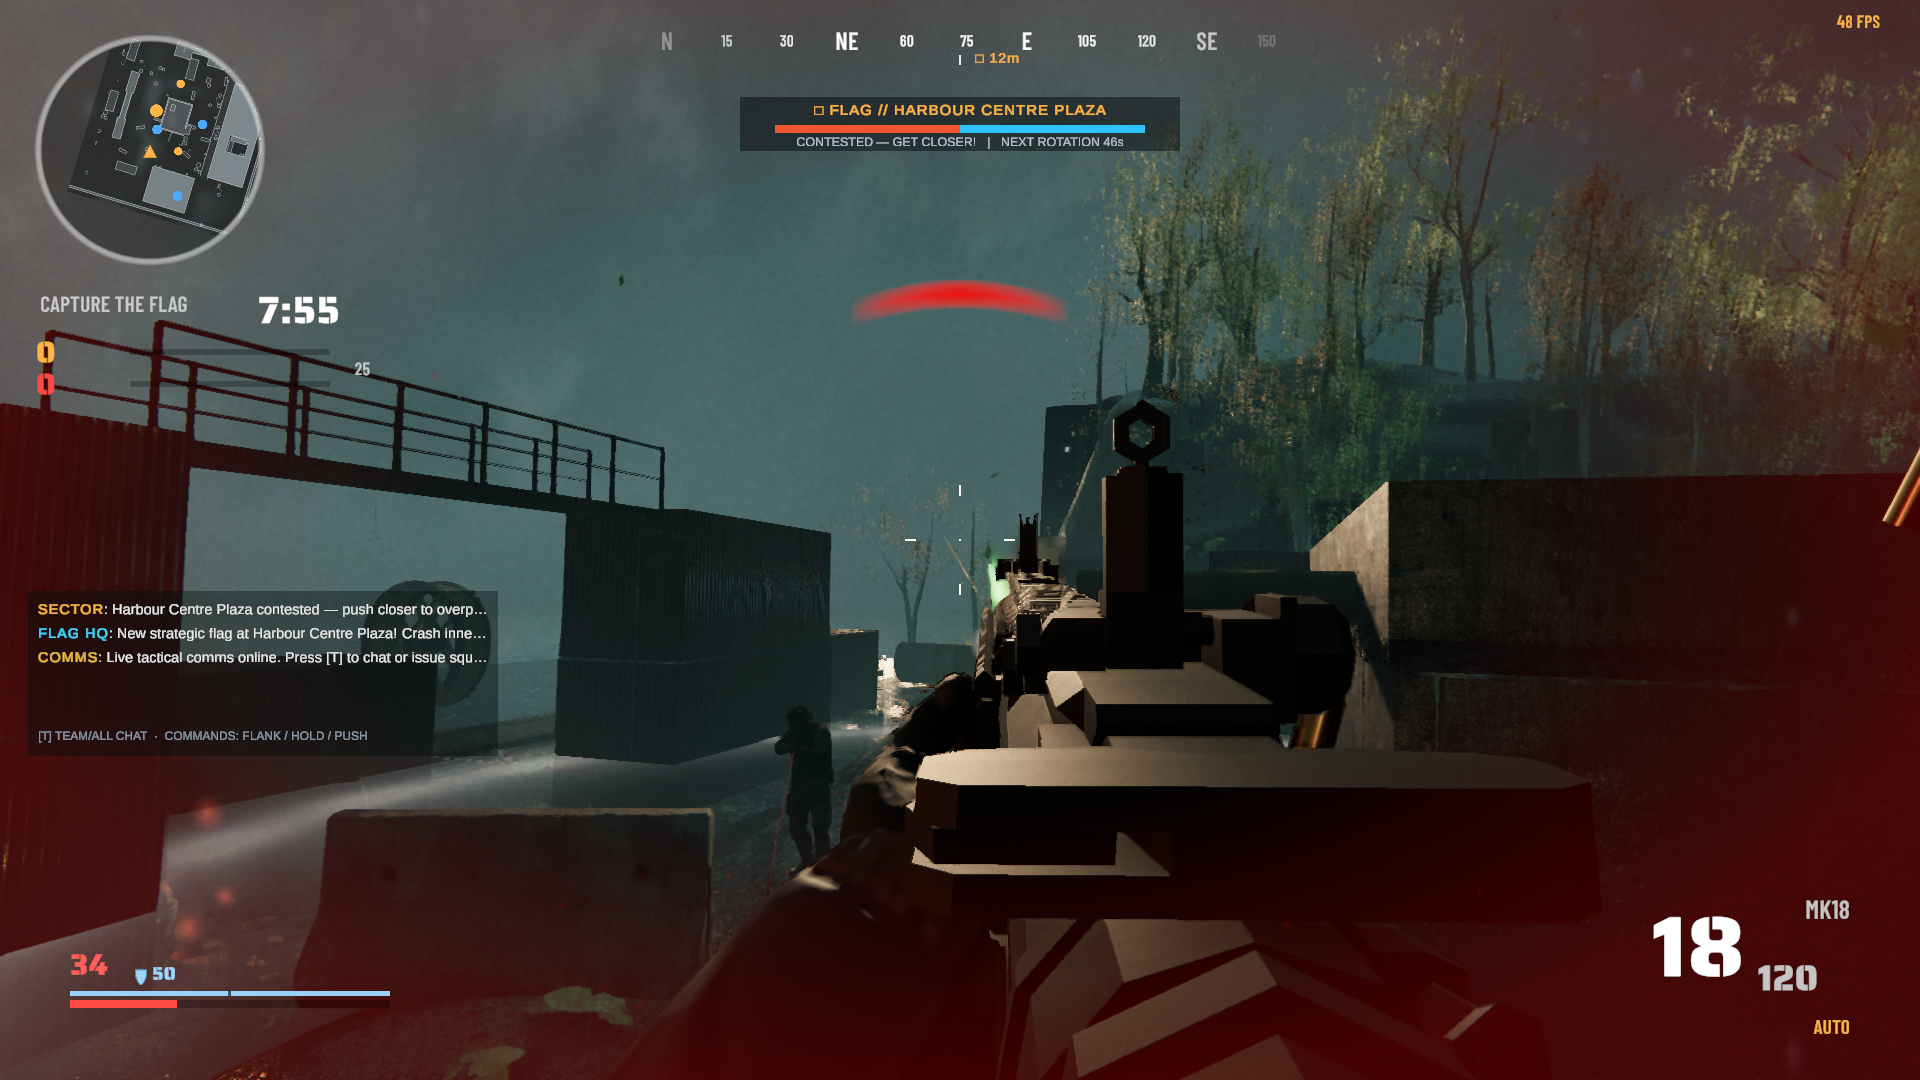 48 FPS
N 15 30 NE 60 75 E 105 120 SE 150
12m
FLAG // HARBOUR CENTRE PLAZA
CONTESTED — GET CLOSER! | NEXT ROTATION 46s
CAPTURE THE FLAG 7:55
0
25
0
SECTOR: Harbour Centre Plaza contested — push closer to overp...
FLAG HQ: New strategic flag at Harbour Centre Plaza! Crash inne...
COMMS: Live tactical comms online. Press [T] to chat or issue squ...
[T] TEAM/ALL CHAT · COMMANDS: FLANK / HOLD / PUSH
34 50
MK18
18 120
AUTO